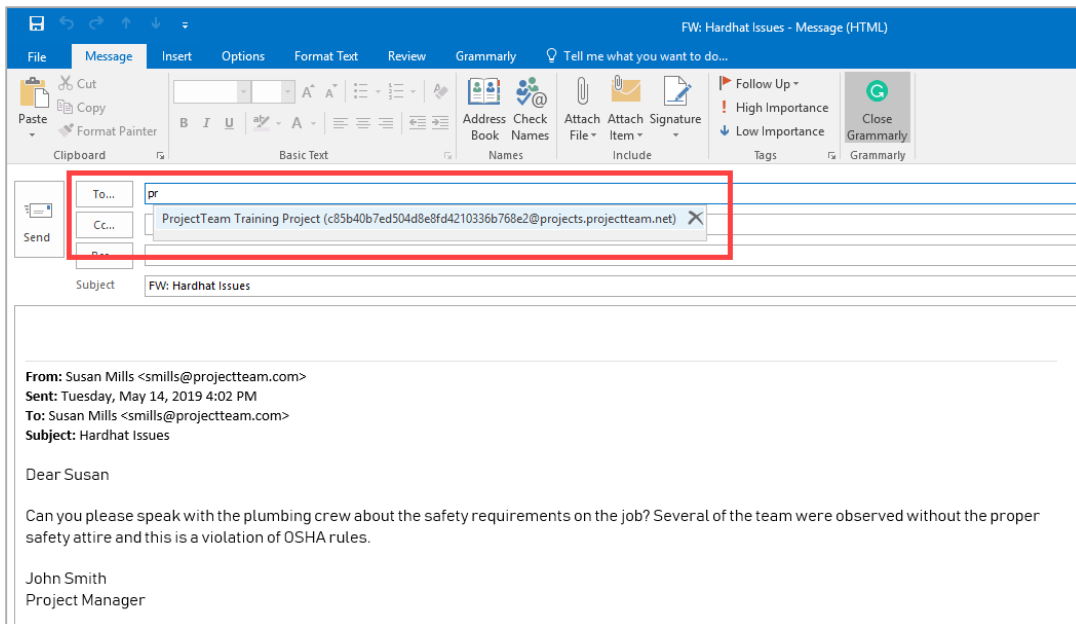 FW: Hardhat Issues - Message (HTML)
File Message Insert Options Format Text Review Grammarly Tell me what you want to do...
Paste
Cut
Copy
Format Painter
Clipboard
B I U A
Basic Text
Address Book
Check Names
Names
Attach File
Attach Item
Signature
Include
Follow Up
High Importance
Low Importance
Tags
Close Grammarly
Grammarly
Send
To... pr
ProjectTeam Training Project (c85b40b7ed504d8e8fd4210336b768e2@projects.projectteam.net)
Cc...
Subject FW: Hardhat Issues
From: Susan Mills <smills@projectteam.com>
Sent: Tuesday, May 14, 2019 4:02 PM
To: Susan Mills <smills@projectteam.com>
Subject: Hardhat Issues
Dear Susan
Can you please speak with the plumbing crew about the safety requirements on the job? Several of the team were observed without the proper
safety attire and this is a violation of OSHA rules.
John Smith
Project Manager